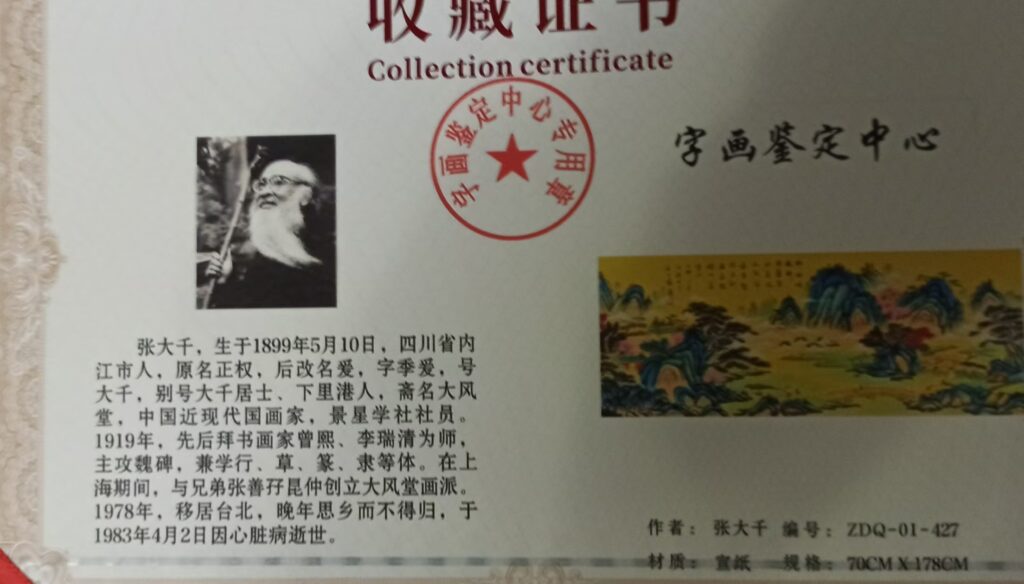 收藏证书
Collection certificate
字画鉴定中心专用章
字画鉴定中心
张大千，生于1899年5月10日，四川省内
江市人，原名正权，后改名爱，字季爰，号
大千，别号大千居士、下里港人，斋名大风
堂，中国近现代国画家，景星学社社员。
1919年，先后拜书画家曾熙、李瑞清为师，
主攻魏碑，兼学行、草、篆、隶等体。在上
海期间，与兄弟张善孖昆仲创立大风堂画派。
1978年，移居台北，晚年思乡而不得归，于
1983年4月2日因心脏病逝世。
作者：张大千 编号：ZDQ-01-427
材质：宣纸 规格：70CM X 178CM